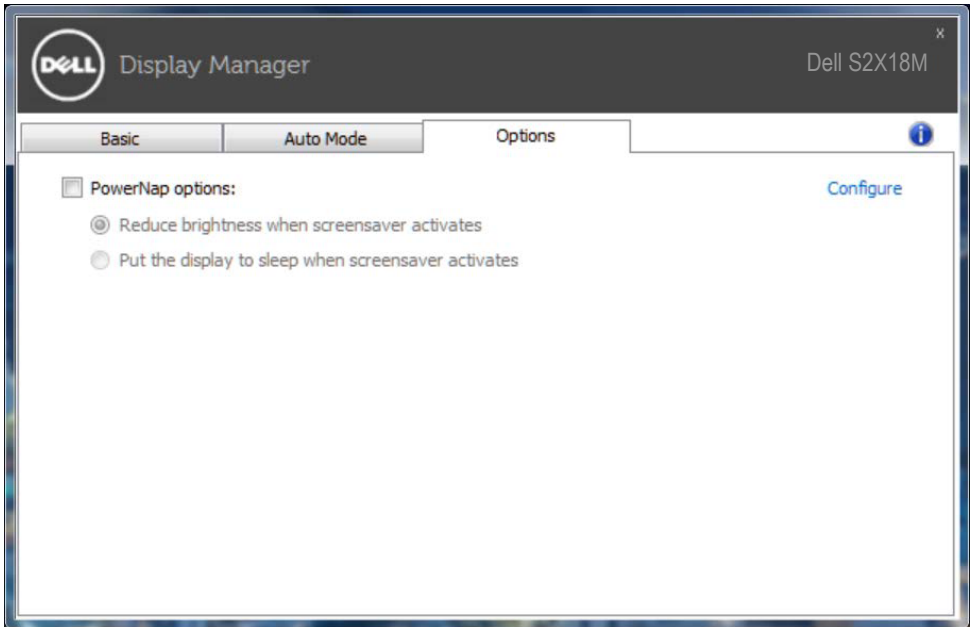 x
DELL Display Manager Dell S2X18M
Basic Auto Mode Options i
PowerNap options: Configure
Reduce brightness when screensaver activates
Put the display to sleep when screensaver activates